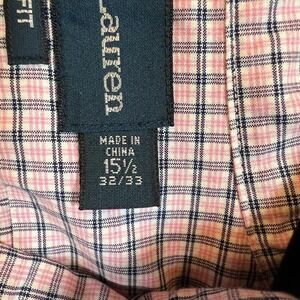 FIT
Lauren
MADE IN
CHINA
15½
32/33